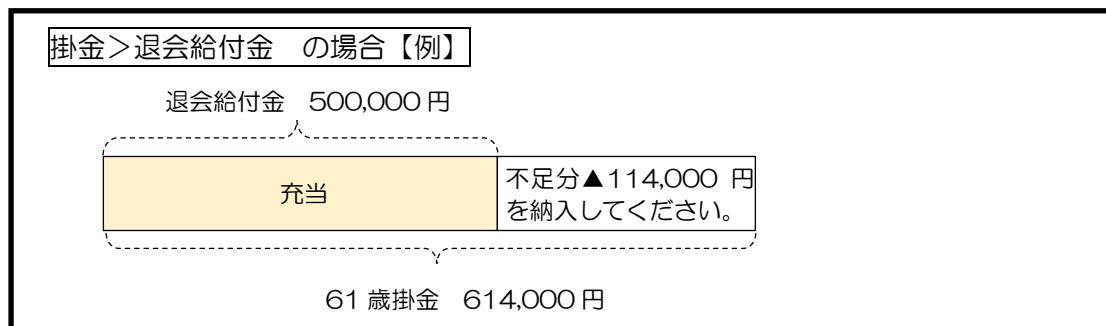 掛金＞退会給付金　の場合【例】
退会給付金　500,000 円
充当
不足分▲114,000 円
を納入してください。
61 歳掛金　614,000 円